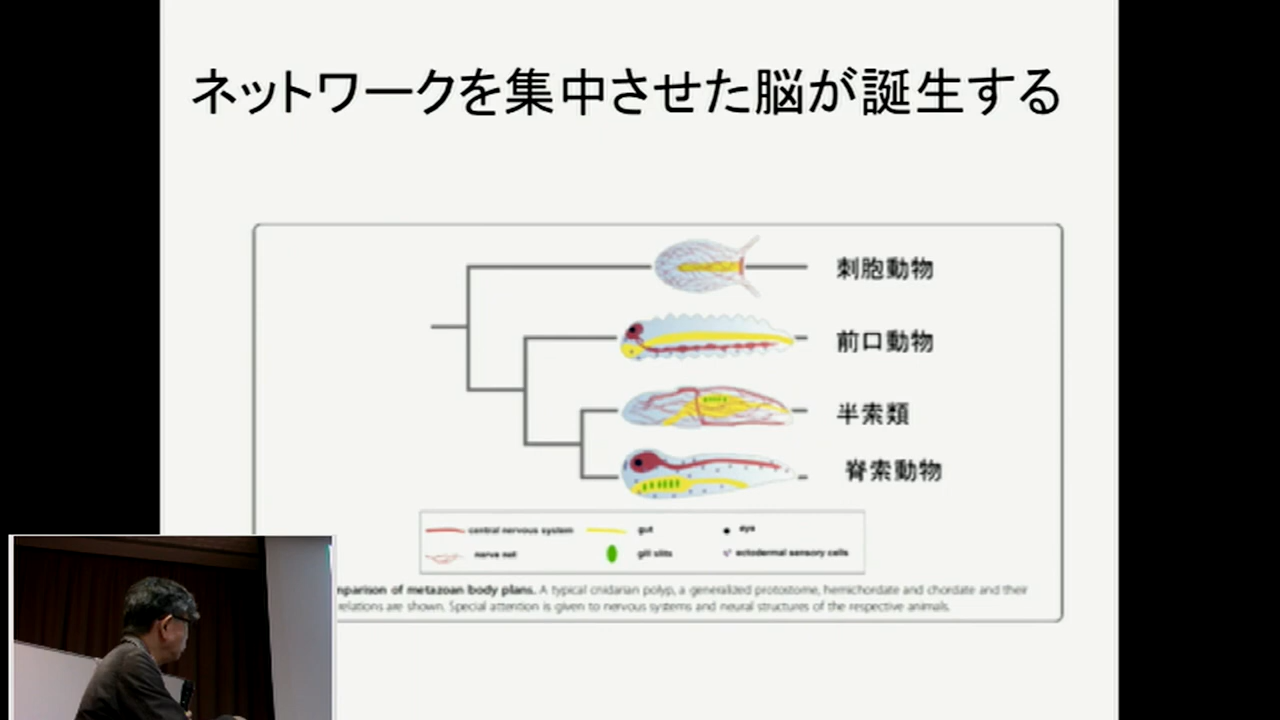 ネットワークを集中させた脳が誕生する
刺胞動物
前口動物
半索類
脊索動物
central nervous system gut eye
nerve net gill slits ectodermal sensory cells
mparison of metazoan body plans. A typical cnidarian polyp, a generalized protostome, hemichordate and chordate and their
relations are shown. Special attention is given to nervous systems and neural structures of the respective animals.